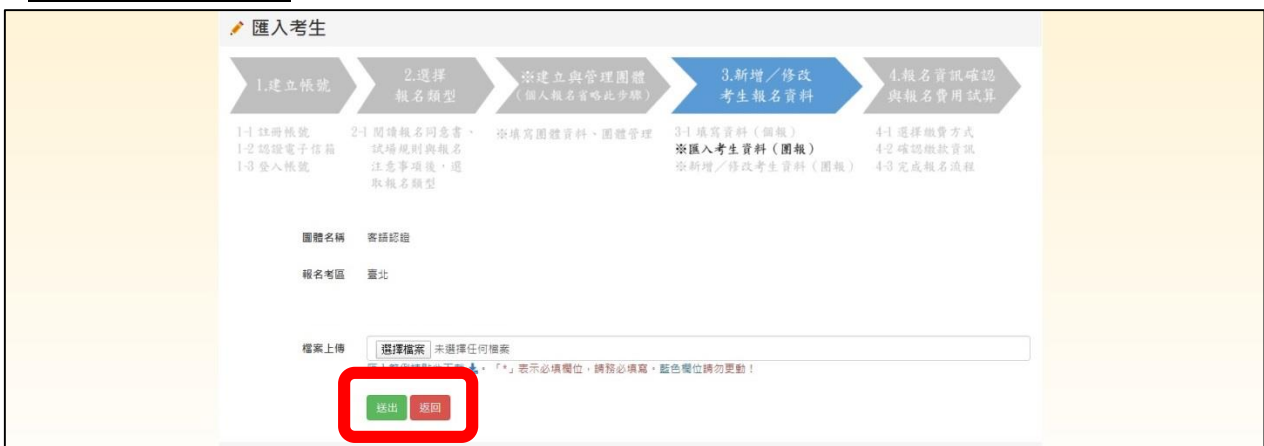 匯入考生
1.建立帳號
2.選擇
報名類型
※建立與管理團體
(個人報名省略此步驟)
3.新增／修改
考生報名資料
4.報名資訊確認
與報名費用試算
1-1 註冊帳號
1-2 認證電子信箱
1-3 登入帳號
2-1 閱讀報名同意書、
試場規則與報名
注意事項後，選
取報名類型
※填寫團體資料、團體管理
3-1 填寫資料（個報）
※匯入考生資料（團報）
※新增／修改考生資料（團報）
4-1 選擇繳費方式
4-2 確認繳款資訊
4-3 完成報名流程
團體名稱 客語認證
報名考區 臺北
檔案上傳 選擇檔案 未選擇任何檔案
「*」表示必填欄位，請務必填寫。藍色欄位請勿更動！
送出 返回